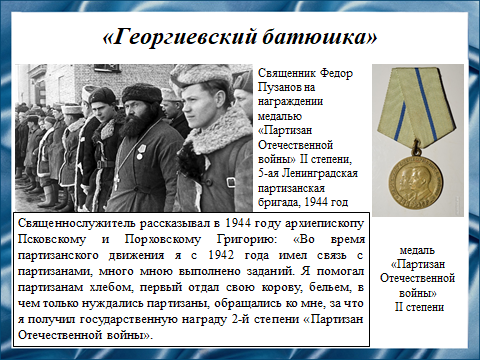 «Георгиевский батюшка»
Священник Федор
Пузанов на
награждении
медалью
«Партизан
Отечественной
войны» II степени,
5-ая Ленинградская
партизанская
бригада, 1944 год
Священнослужитель рассказывал в 1944 году архиепископу
Псковскому и Порховскому Григорию: «Во время
партизанского движения я с 1942 года имел связь с
партизанами, много мною выполнено заданий. Я помогал
партизанам хлебом, первый отдал свою корову, бельем, в
чем только нуждались партизаны, обращались ко мне, за что
я получил государственную награду 2-й степени «Партизан
Отечественной войны».
медаль
«Партизан
Отечественной
войны»
II степени